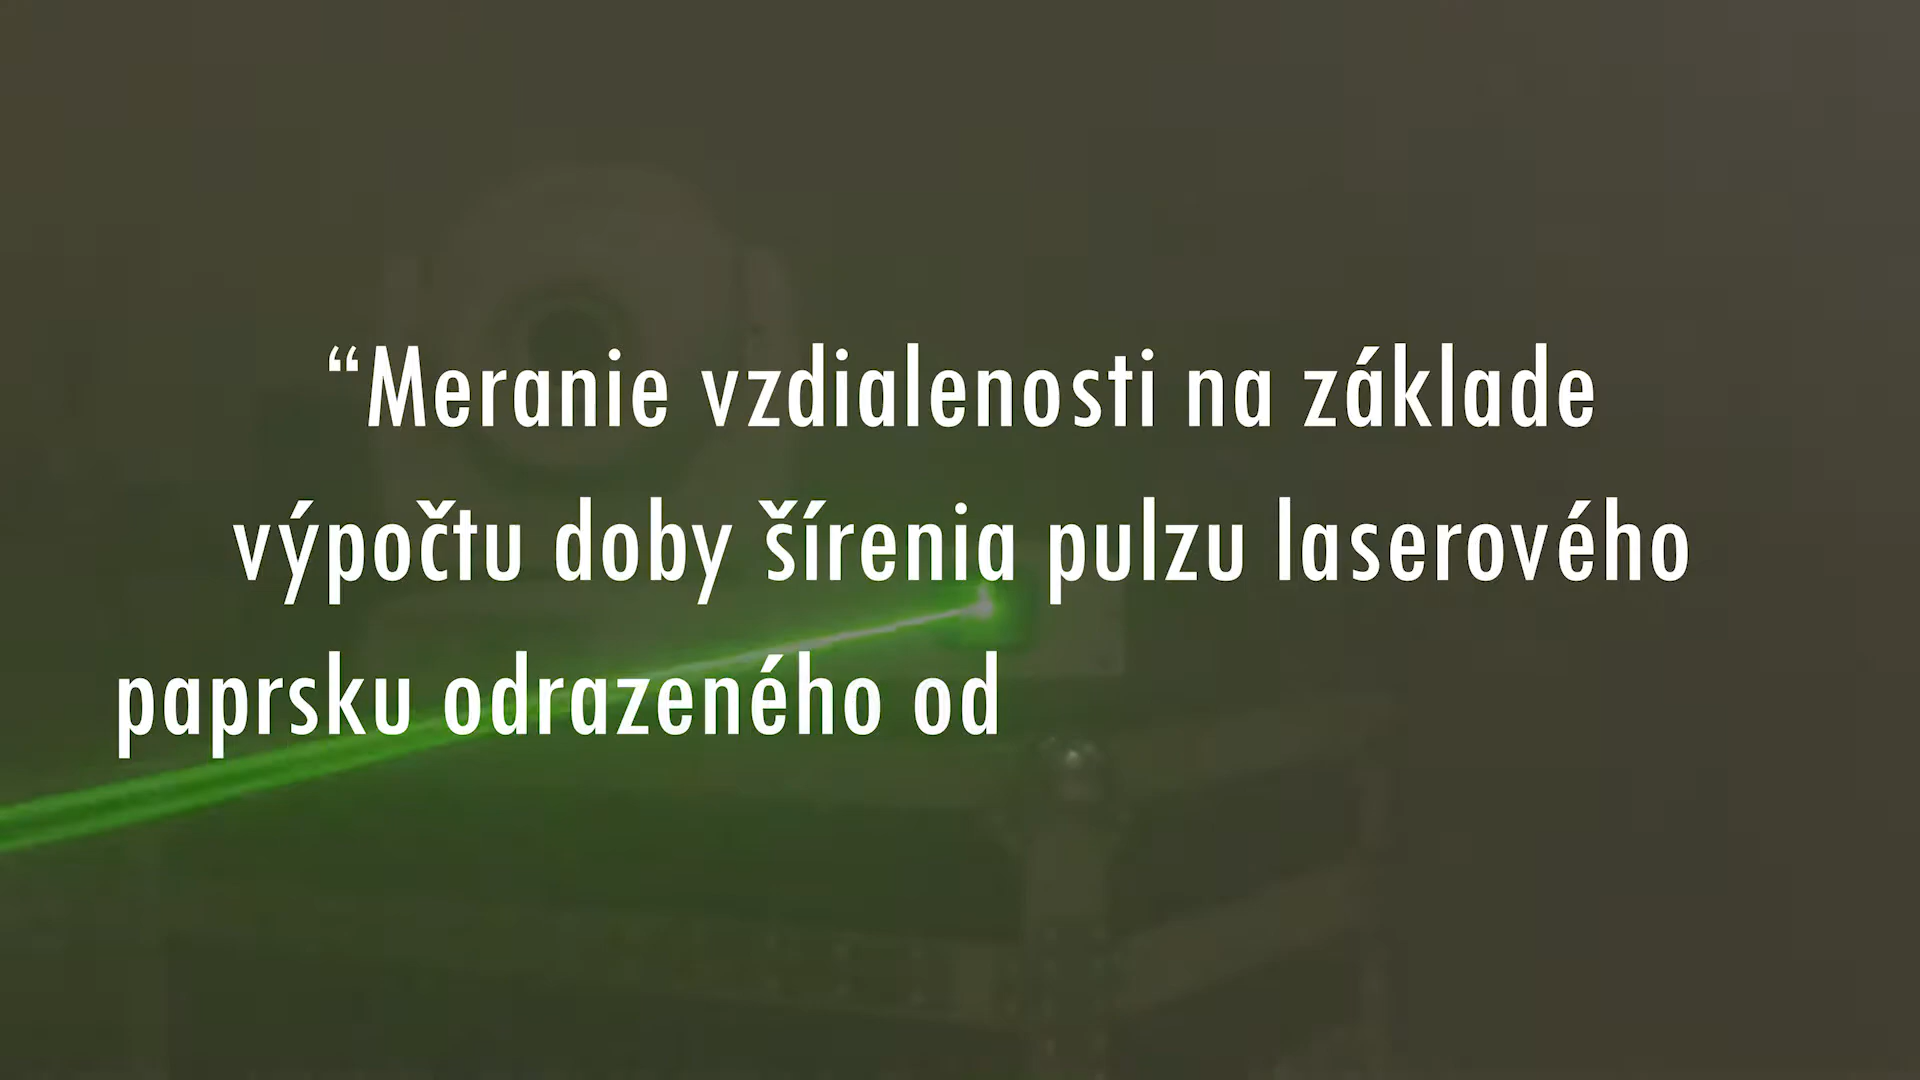 “Meranie vzdialenosti na základe
výpočtu doby šírenia pulzu laserového
paprsku odrazeného od